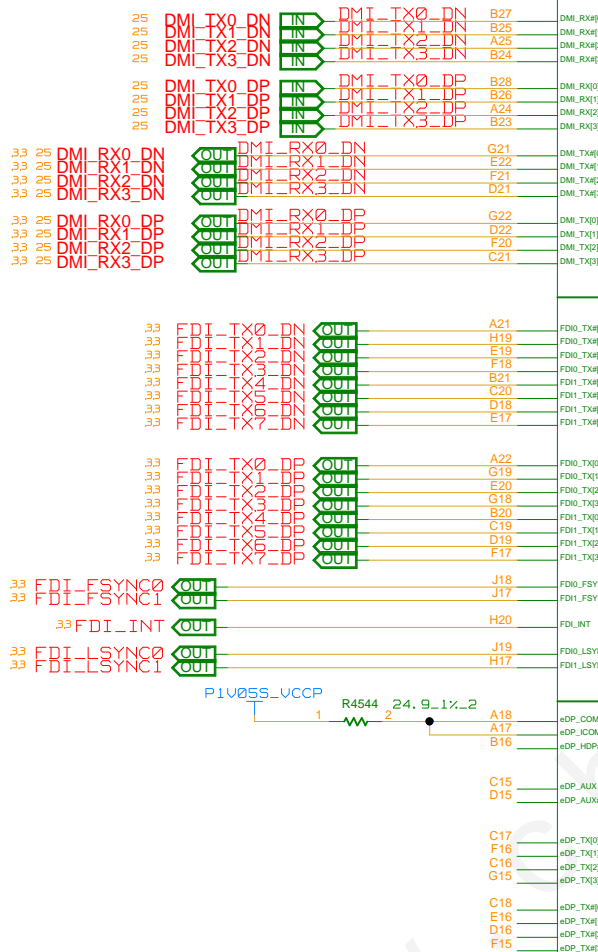 25 DMI_TX0_DN IN DMI_TX0_DN B27 DMI_RX#[0
25 DMI_TX1_DN IN DMI_TX1_DN B25 DMI_RX#[
25 DMI_TX2_DN IN DMI_TX2_DN A25 DMI_RX#[
25 DMI_TX3_DN IN DMI_TX3_DN B24 DMI_RX#[
25 DMI_TX0_DP IN DMI_TX0_DP B28 DMI_RX[0]
25 DMI_TX1_DP IN DMI_TX1_DP B26 DMI_RX[1]
25 DMI_TX2_DP IN DMI_TX2_DP A24 DMI_RX[2]
25 DMI_TX3_DP IN DMI_TX3_DP B23 DMI_RX[3]
33 25 DMI_RX0_DN OUT DMI_RX0_DN G21 DMI_TX#[0
33 25 DMI_RX1_DN OUT DMI_RX1_DN E22 DMI_TX#[
33 25 DMI_RX2_DN OUT DMI_RX2_DN F21 DMI_TX#[2
33 25 DMI_RX3_DN OUT DMI_RX3_DN D21 DMI_TX#[
33 25 DMI_RX0_DP OUT DMI_RX0_DP G22 DMI_TX[0]
33 25 DMI_RX1_DP OUT DMI_RX1_DP D22 DMI_TX[1]
33 25 DMI_RX2_DP OUT DMI_RX2_DP F20 DMI_TX[2]
33 25 DMI_RX3_DP OUT DMI_RX3_DP C21 DMI_TX[3]
33 FDI_TX0_DN OUT A21 FDI0_TX#[
33 FDI_TX1_DN OUT H19 FDI0_TX#[
33 FDI_TX2_DN OUT E19 FDI0_TX#[
33 FDI_TX3_DN OUT F18 FDI0_TX#[
33 FDI_TX4_DN OUT B21 FDI1_TX#[
33 FDI_TX5_DN OUT C20 FDI1_TX#[
33 FDI_TX6_DN OUT D18 FDI1_TX#[
33 FDI_TX7_DN OUT E17 FDI1_TX#[
33 FDI_TX0_DP OUT A22 FDI0_TX[0
33 FDI_TX1_DP OUT G19 FDI0_TX[1
33 FDI_TX2_DP OUT E20 FDI0_TX[2
33 FDI_TX3_DP OUT G18 FDI0_TX[3
33 FDI_TX4_DP OUT B20 FDI1_TX[0
33 FDI_TX5_DP OUT C19 FDI1_TX[1
33 FDI_TX6_DP OUT D19 FDI1_TX[2
33 FDI_TX7_DP OUT F17 FDI1_TX[3
33 FDI_FSYNC0 OUT J18 FDI0_FSY
33 FDI_FSYNC1 OUT J17 FDI1_FSY
33 FDI_INT OUT H20 FDI_INT
33 FDI_LSYNC0 OUT J19 FDI0_LSY
33 FDI_LSYNC1 OUT H17 FDI1_LSY
P1V05S_VCCP
R4544 24.9_1%_2
1 2 A18 eDP_COM
A17 eDP_ICOM
B16 eDP_HDP
C15 eDP_AUX
D15 eDP_AUX
C17 eDP_TX[0]
F16 eDP_TX[1]
C16 eDP_TX[2]
G15 eDP_TX[3]
C18 eDP_TX#[
E16 eDP_TX#[
D16 eDP_TX#[
F15 eDP_TX#[